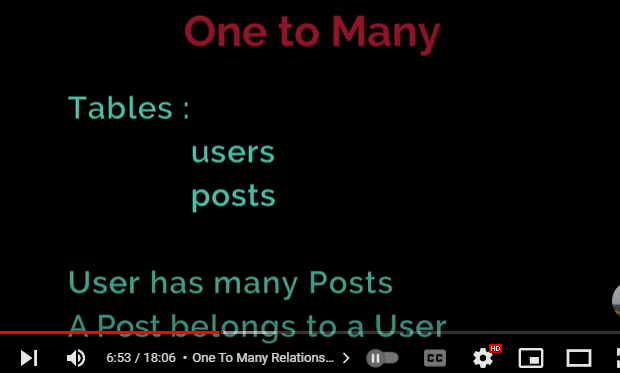 One to Many
Tables :
users
posts
User has many Posts
A Post belongs to a User
6:53 / 18:06 • One To Many Relations...
CC
HD